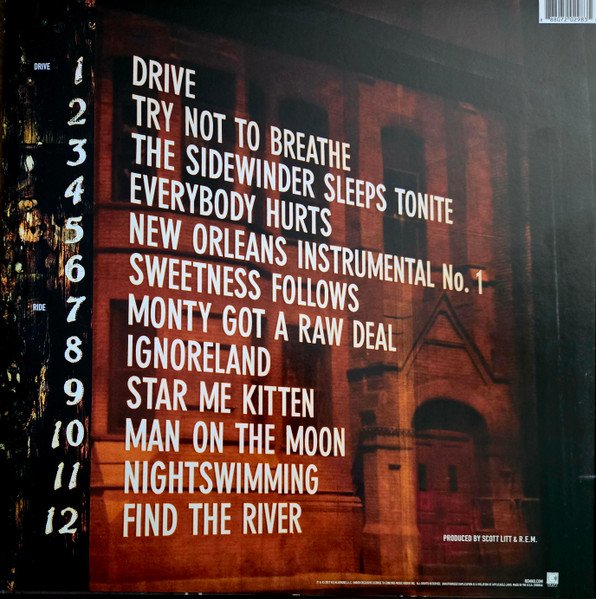 DRIVE
1 DRIVE
2 TRY NOT TO BREATHE
3 THE SIDEWINDER SLEEPS TONITE
4 EVERYBODY HURTS
5 NEW ORLEANS INSTRUMENTAL No. 1
6 SWEETNESS FOLLOWS
RIDE
7 MONTY GOT A RAW DEAL
8 IGNORELAND
9 STAR ME KITTEN
10 MAN ON THE MOON
11 NIGHTSWIMMING
12 FIND THE RIVER
PRODUCED BY SCOTT LITT & R.E.M.